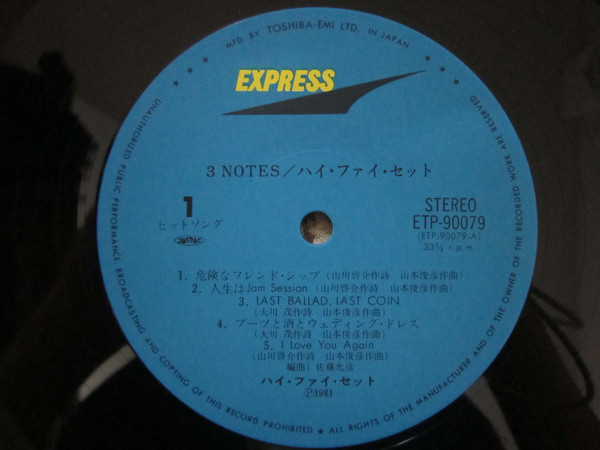 MFD. BY TOSHIBA-EMI LTD. IN JAPAN
EXPRESS
3 NOTES/ハイ・ファイ・セット
1
ヒットソング
STEREO
ETP-90079
(ETP-90079-A)
33⅓ r.p.m.
1. 危険なフレンド・シップ (山川啓介作詩 山本俊彦作曲)
2. 人生はJam Session (山川啓介作詩 山本俊彦作曲)
3. LAST BALLAD, LAST COIN
(大川 茂作詩 山本俊彦作曲)
4. ブーツと酒とウェディング・ドレス
(大川 茂作詩 山本俊彦作曲)
5. I Love You Again
(山川啓介作詩 山本俊彦作曲)
編曲) 佐藤允彦
ハイ・ファイ・セット
Ⓟ1981
UNAUTHORIZED PUBLIC PERFORMANCE, BROADCASTING AND COPYING OF THIS RECORD PROHIBITED ★ ALL RIGHTS OF THE MANUFACTURER AND OF THE OWNER OF THE RECORDED WORK ARE RESERVED